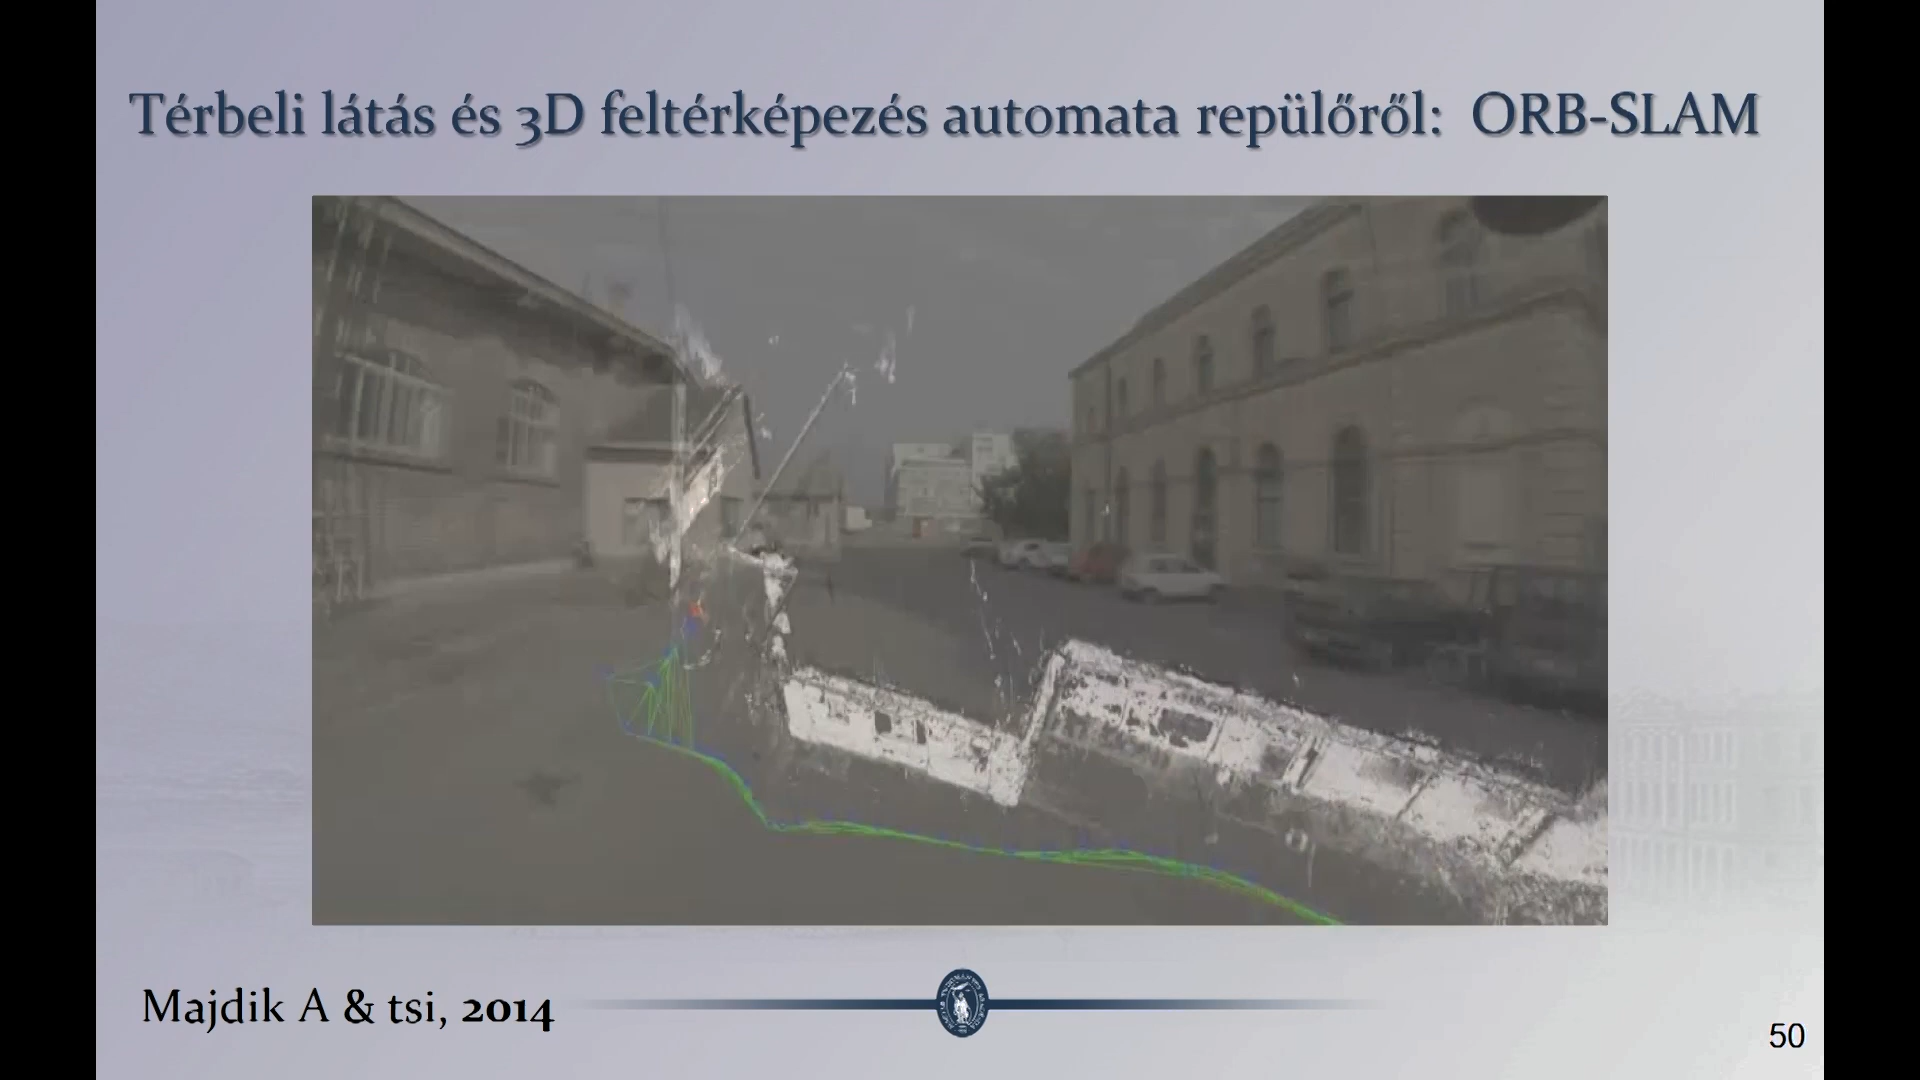 Térbeli látás és 3D feltérképezés automata repülőről: ORB-SLAM
Majdik A & tsi, 2014
50